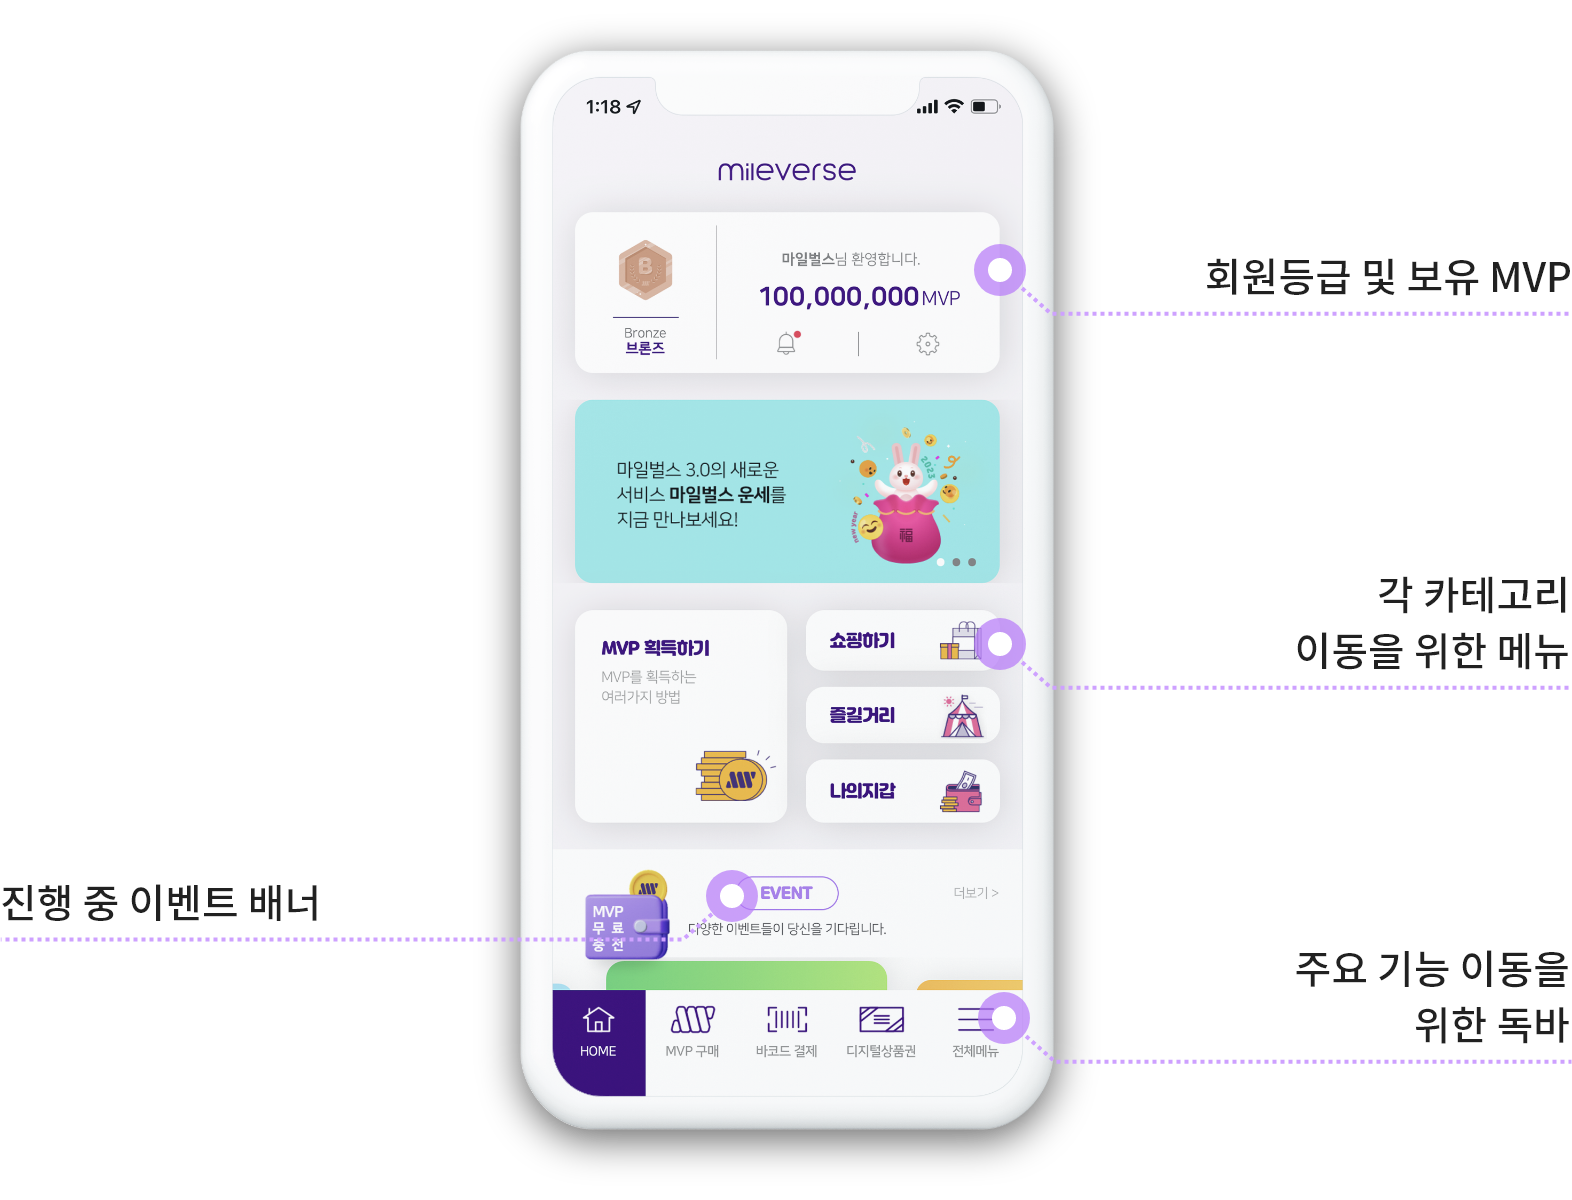 1:18
mileverse
마일벌스님 환영합니다.
100,000,000 MVP
B
Bronze
브론즈
회원등급 및 보유 MVP
마일벌스 3.0의 새로운
서비스 마일벌스 운세를
지금 만나보세요!
2023
new year
福
각 카테고리
이동을 위한 메뉴
MVP 획득하기
MVP를 획득하는
여러가지 방법
쇼핑하기
즐길거리
나의지갑
진행 중 이벤트 배너
EVENT
더보기 >
다양한 이벤트들이 당신을 기다립니다.
MVP
무료
충전
주요 기능 이동을
위한 독바
HOME
MVP 구매
바코드 결제
디지털상품권
전체메뉴